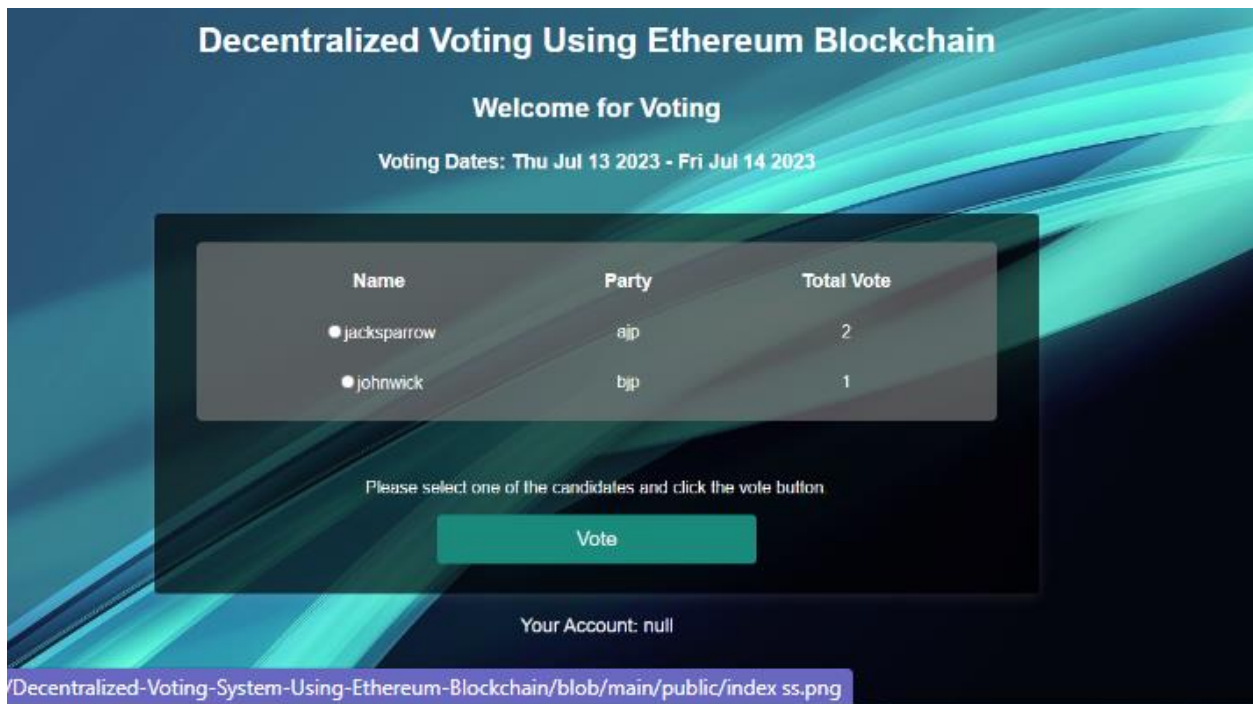 Decentralized Voting Using Ethereum Blockchain
Welcome for Voting
Voting Dates: Thu Jul 13 2023 - Fri Jul 14 2023
Name Party Total Vote
jacksparrow ajp 2
johnwick bjp 1
Please select one of the candidates and click the vote button
Vote
Your Account: null
/Decentralized-Voting-System-Using-Ethereum-Blockchain/blob/main/public/index ss.png